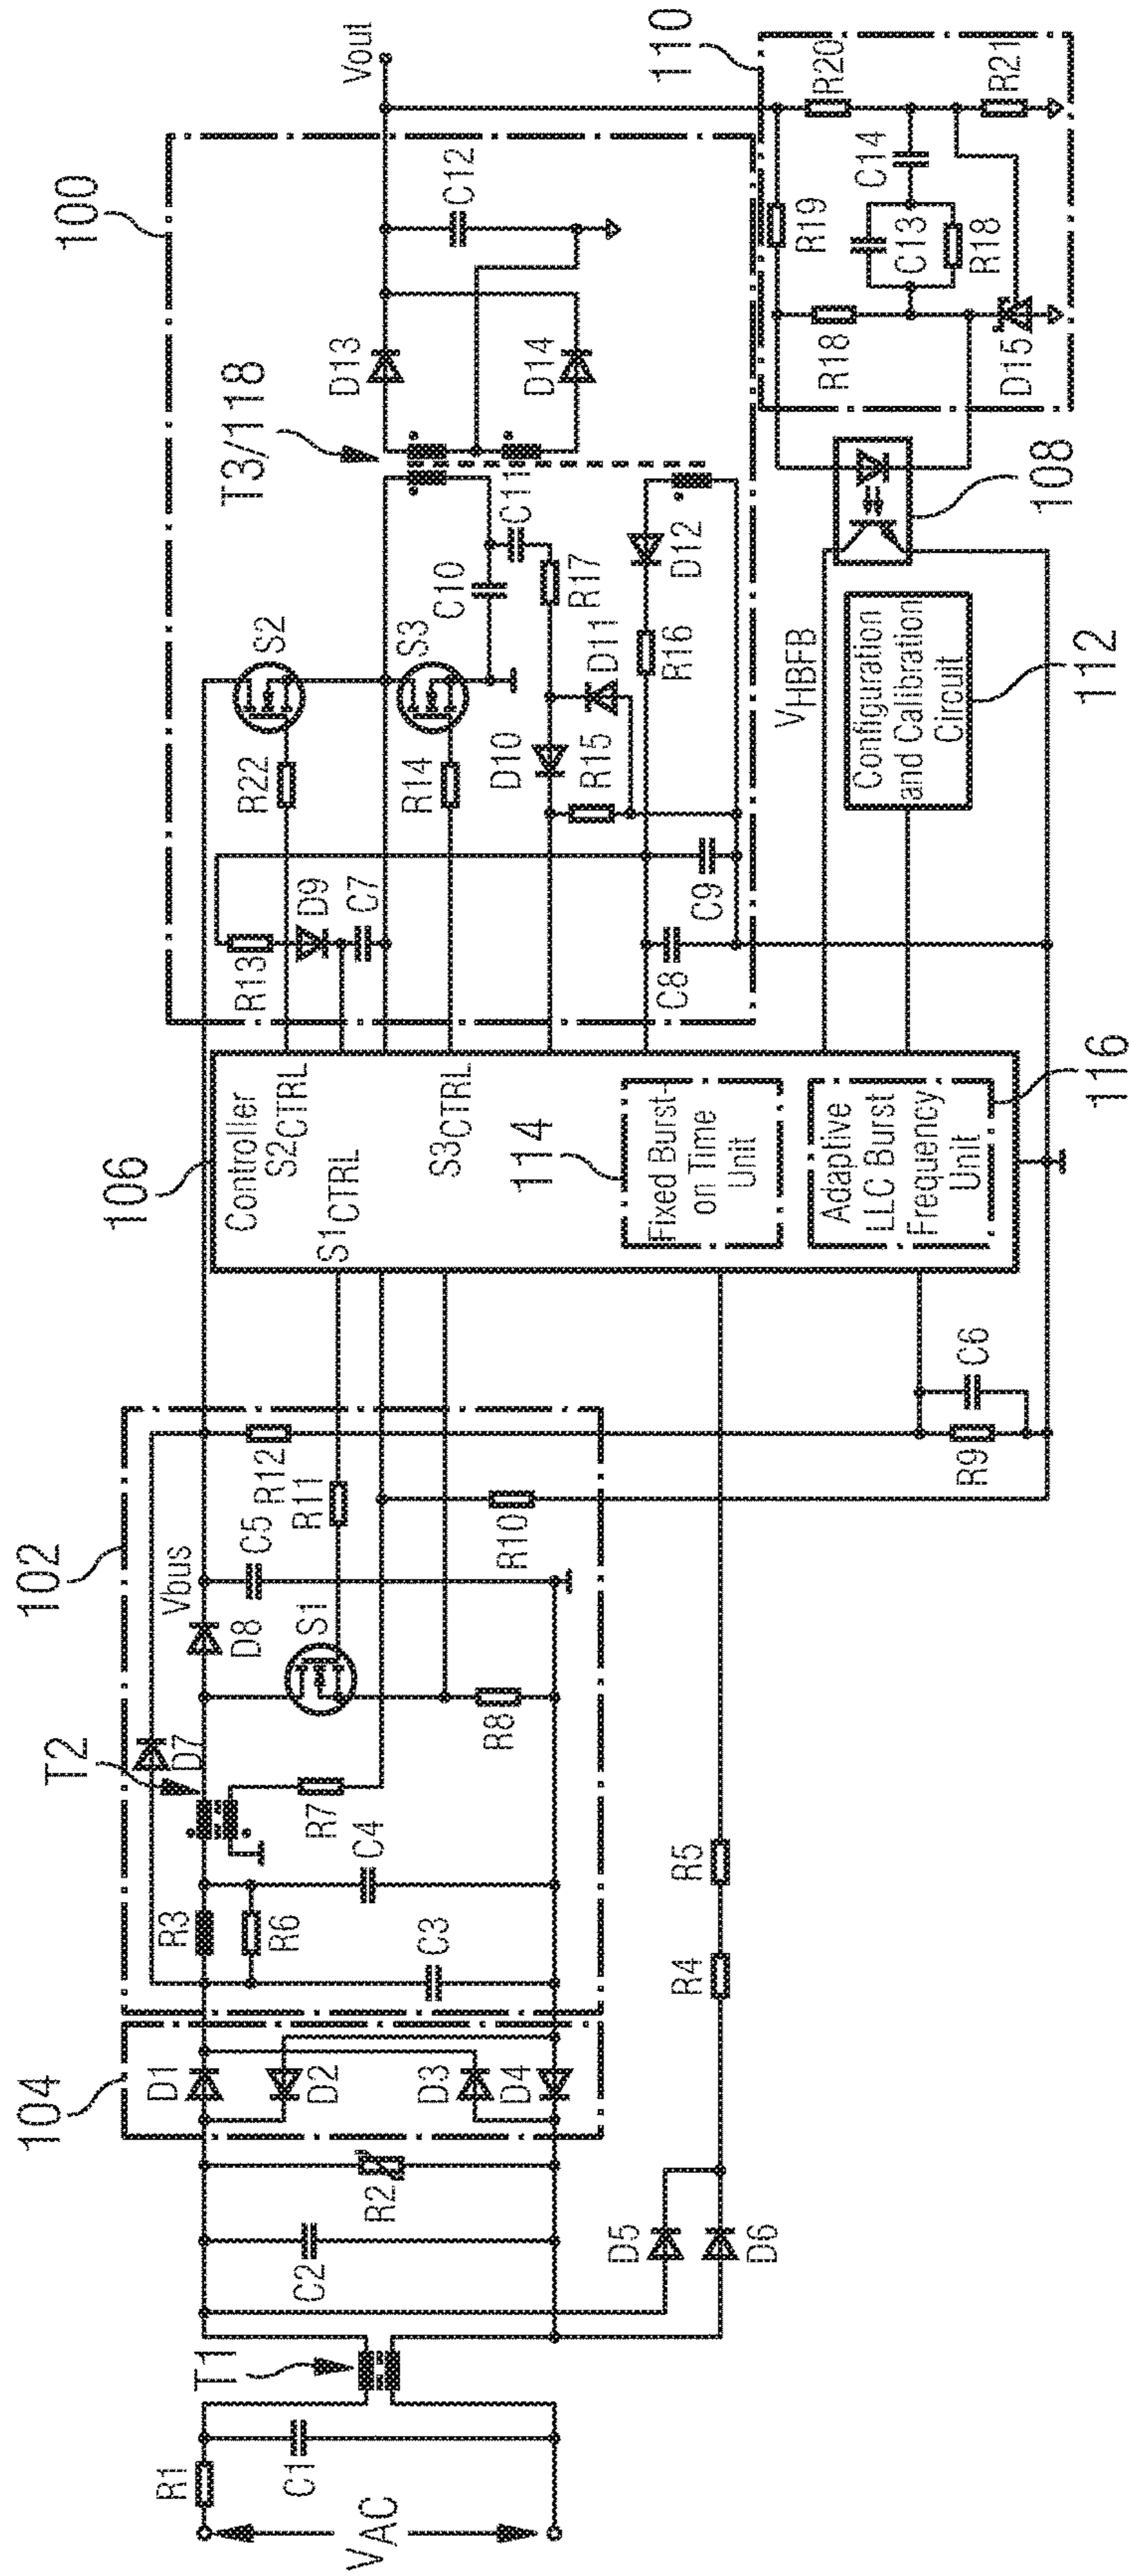 100
102
104
106
108
110
112
114
116
T1
T2
T3/118
VAC
R1
C1
C2
R2
D1
D2
D3
D4
D5
D6
R3
R6
C3
C4
R4
R5
D7
R7
D8
S1
R8
Vbus
C5
R12
R11
R10
R9
C6
Controller
S2CTRL
S1CTRL
S3CTRL
Fixed Burst-
on Time
Unit
Adaptive
LLC Burst
Frequency
Unit
R13
D9
C7
R22
S2
R14
S3
C10
C11
D10
R15
D11
R17
R16
D12
C8
C9
D13
D14
C12
Vout
VHBFB
Configuration
and Calibration
Circuit
R19
R20
R18
C13
C14
R18
R21
D15